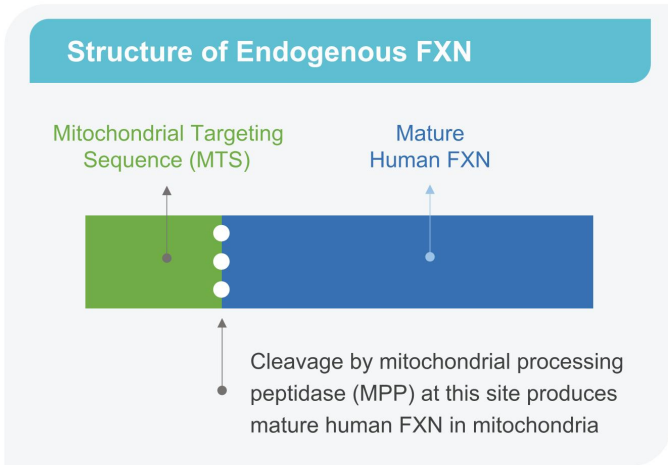 Structure of Endogenous FXN
Mitochondrial Targeting
Sequence (MTS)
Mature
Human FXN
Cleavage by mitochondrial processing
peptidase (MPP) at this site produces
mature human FXN in mitochondria